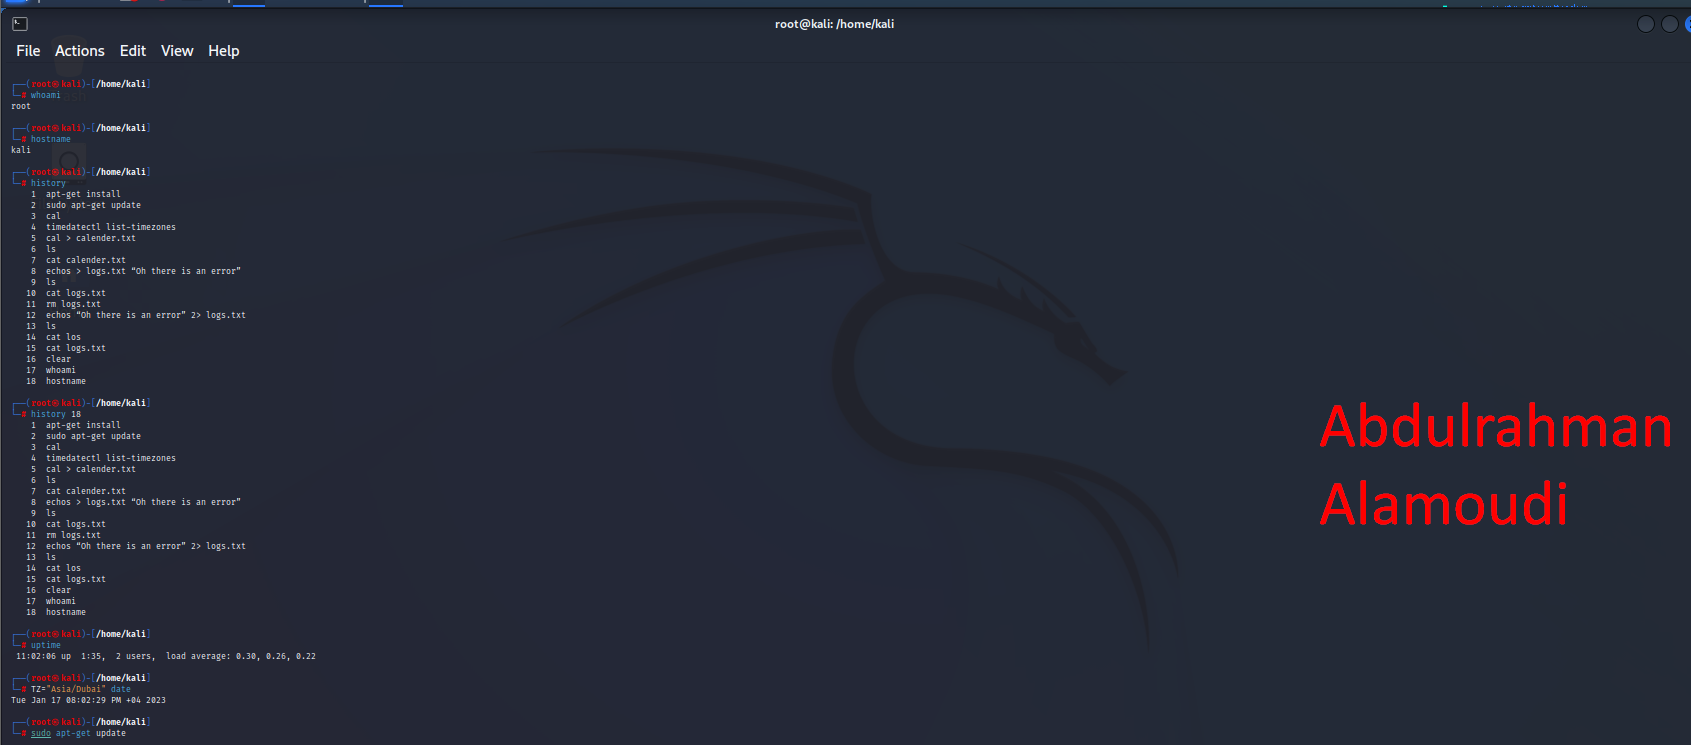 root@kali: /home/kali
File Actions Edit View Help
┌──(root㉿kali)-[/home/kali]
└─# whoami
root
┌──(root㉿kali)-[/home/kali]
└─# hostname
kali
┌──(root㉿kali)-[/home/kali]
└─# history
1 apt-get install
2 sudo apt-get update
3 cal
4 timedatectl list-timezones
5 cal > calender.txt
6 ls
7 cat calender.txt
8 echos > logs.txt “Oh there is an error”
9 ls
10 cat logs.txt
11 rm logs.txt
12 echos “Oh there is an error” 2> logs.txt
13 ls
14 cat los
15 cat logs.txt
16 clear
17 whoami
18 hostname
┌──(root㉿kali)-[/home/kali]
└─# history 18
1 apt-get install
2 sudo apt-get update
3 cal
4 timedatectl list-timezones
5 cal > calender.txt
6 ls
7 cat calender.txt
8 echos > logs.txt “Oh there is an error”
9 ls
10 cat logs.txt
11 rm logs.txt
12 echos “Oh there is an error” 2> logs.txt
13 ls
14 cat los
15 cat logs.txt
16 clear
17 whoami
18 hostname
┌──(root㉿kali)-[/home/kali]
└─# uptime
11:02:06 up 1:35, 2 users, load average: 0.30, 0.26, 0.22
┌──(root㉿kali)-[/home/kali]
└─# TZ="Asia/Dubai" date
Tue Jan 17 08:02:29 PM +04 2023
┌──(root㉿kali)-[/home/kali]
└─# sudo apt-get update
Abdulrahman
Alamoudi